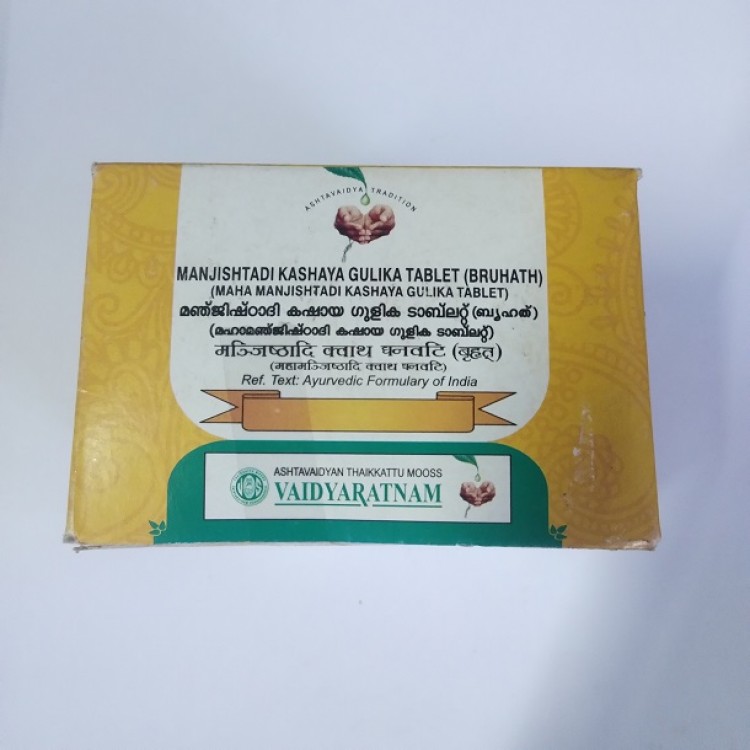 ASHTAVAIDYA TRADITION
MANJISHTADI KASHAYA GULIKA TABLET (BRUHATH)
(MAHA MANJISHTADI KASHAYA GULIKA TABLET)
മഞ്ജിഷ്ഠാദി കഷായ ഗുളിക ടാബ്‌ലറ്റ് (ബൃഹത്)
(മഹാമഞ്ജിഷ്ഠാദി കഷായ ഗുളിക ടാബ്‌ലറ്റ്)
मञ्जिष्ठादि क्वाथ घनवटि (बृहत्)
(महामञ्जिष्ठादि क्वाथ घनवटि)
Ref. Text: Ayurvedic Formulary of India
ASHTAVAIDYAN THAIKKATTU MOOSS
VAIDYARATNAM